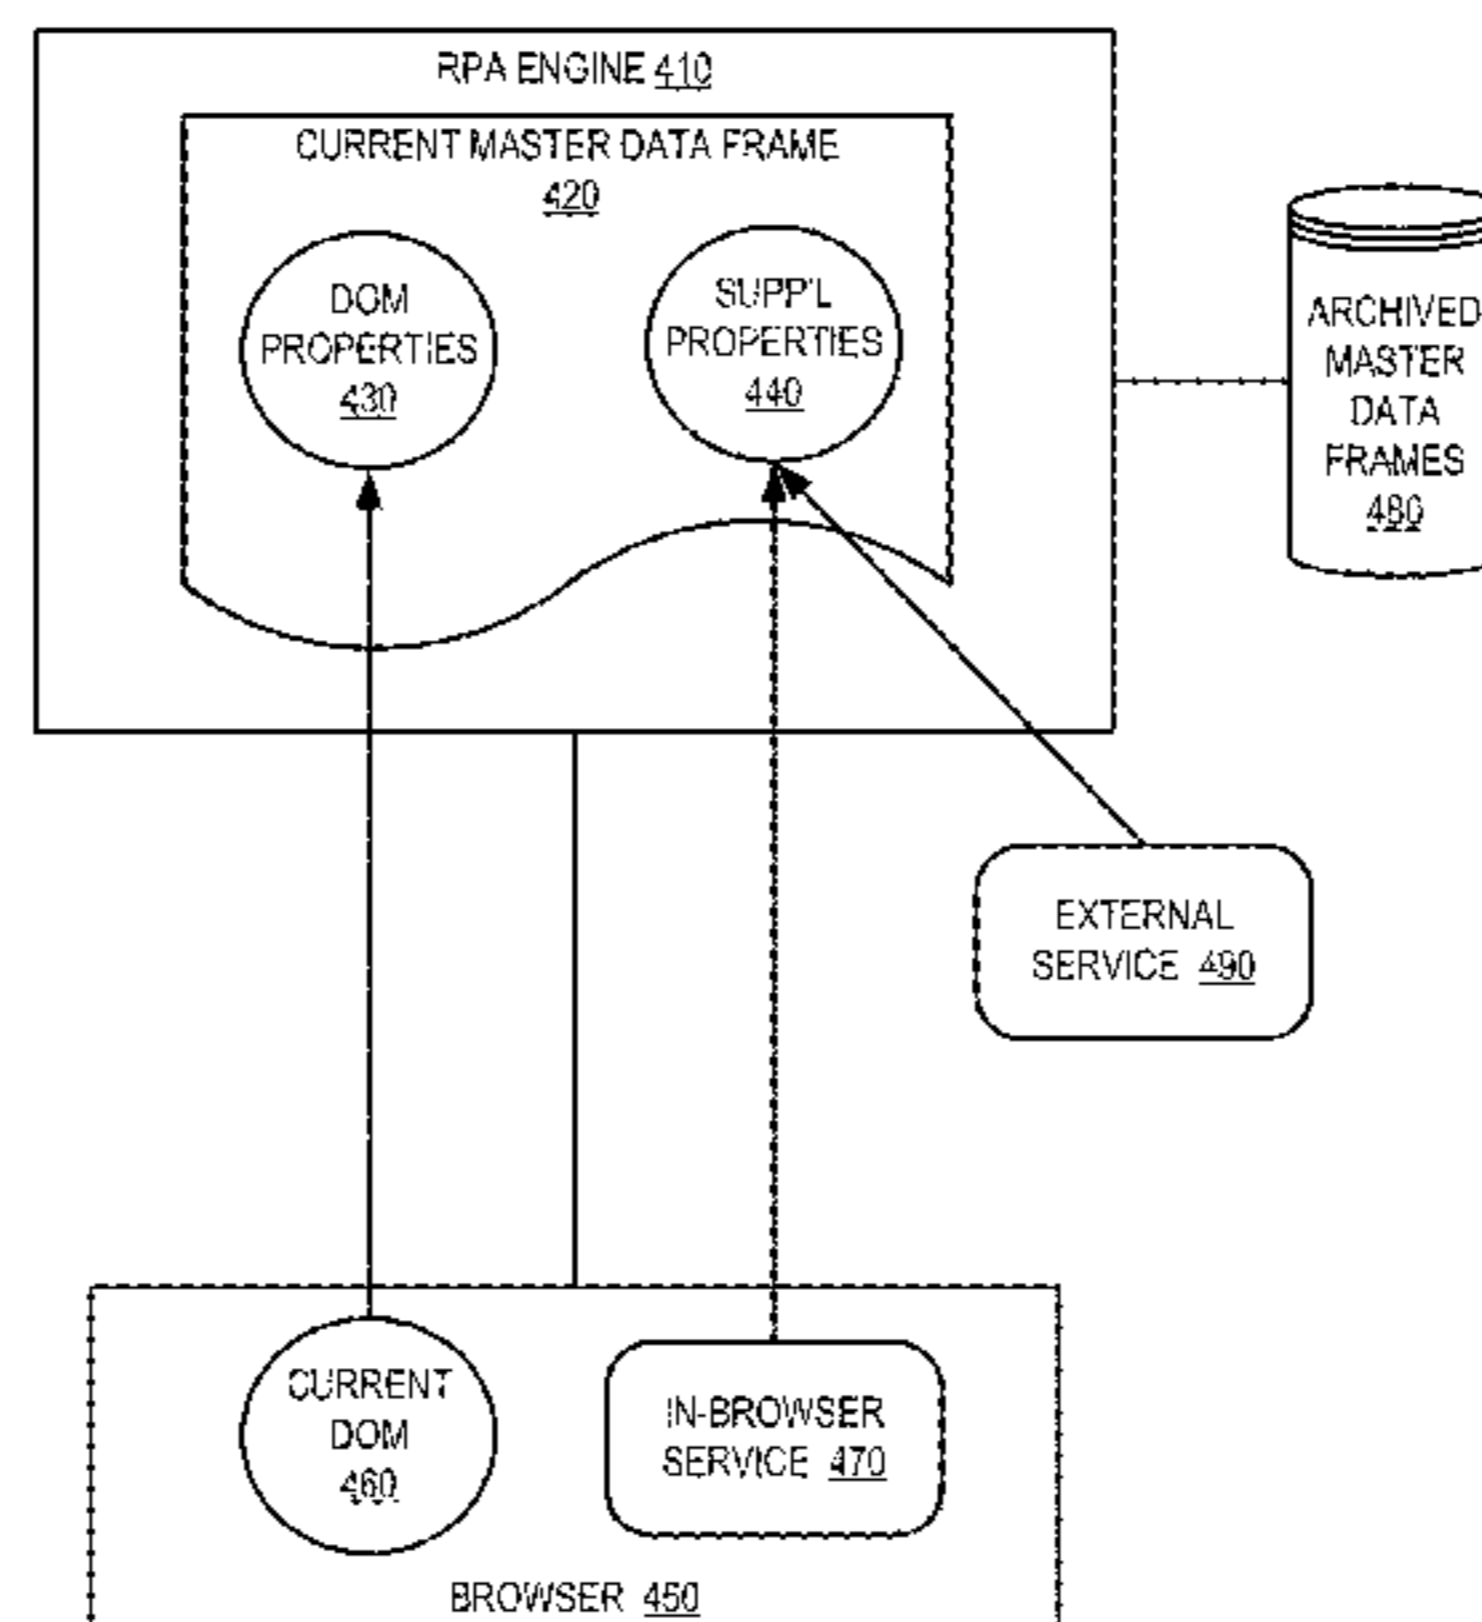 RPA ENGINE 410
CURRENT MASTER DATA FRAME
420
DOM
PROPERTIES
430
SUPP'L
PROPERTIES
440
ARCHIVED
MASTER
DATA
FRAMES
480
EXTERNAL
SERVICE 490
CURRENT
DOM
460
IN-BROWSER
SERVICE 470
BROWSER 450